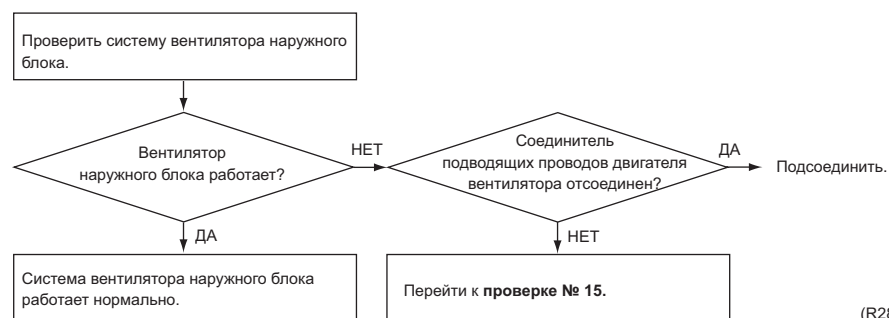 Проверить систему вентилятора наружного
блока.
Вентилятор
наружного блока работает?
НЕТ
Соединитель
подводящих проводов двигателя
вентилятора отсоединен?
ДА
Подсоединить.
ДА
НЕТ
Система вентилятора наружного блока
работает нормально.
Перейти к проверке № 15.
(R28